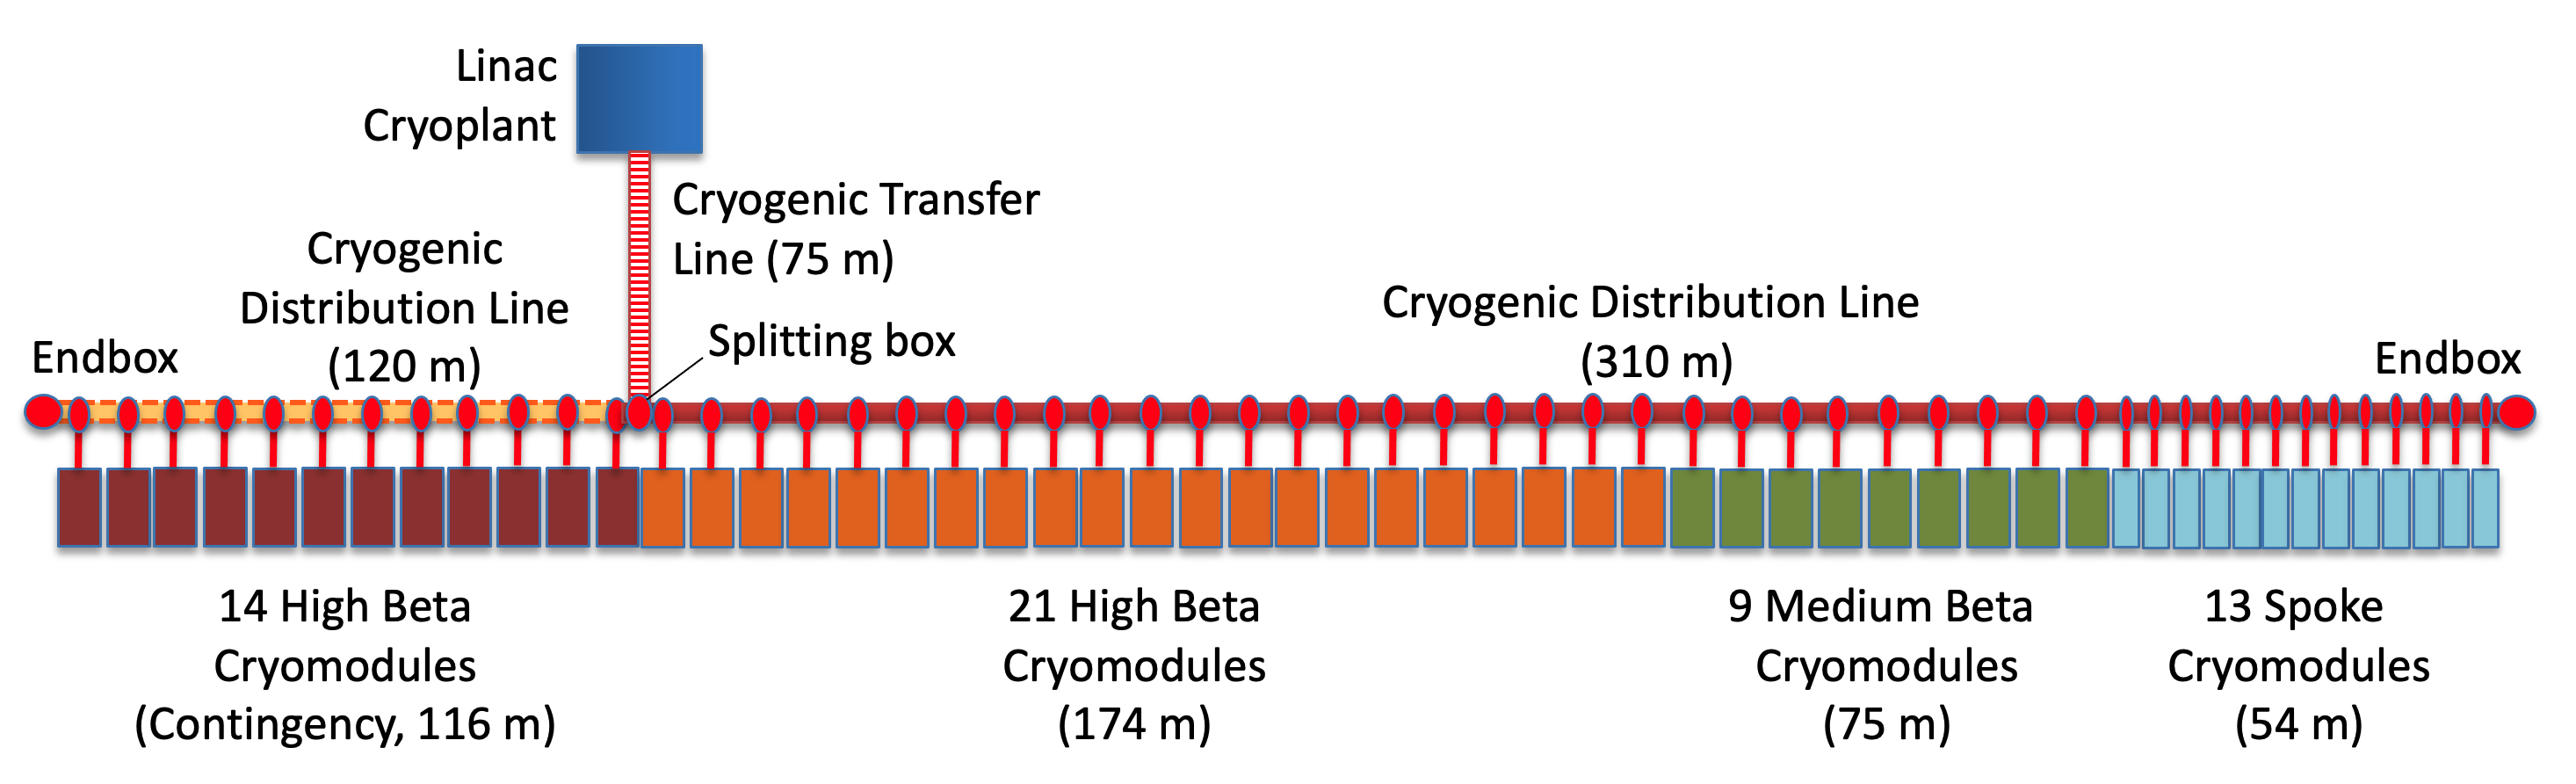 Linac
Cryoplant
Cryogenic Transfer
Line (75 m)
Cryogenic
Distribution Line
(120 m)
Splitting box
Cryogenic Distribution Line
(310 m)
Endbox
Endbox
14 High Beta
Cryomodules
(Contingency, 116 m)
21 High Beta
Cryomodules
(174 m)
9 Medium Beta
Cryomodules
(75 m)
13 Spoke
Cryomodules
(54 m)